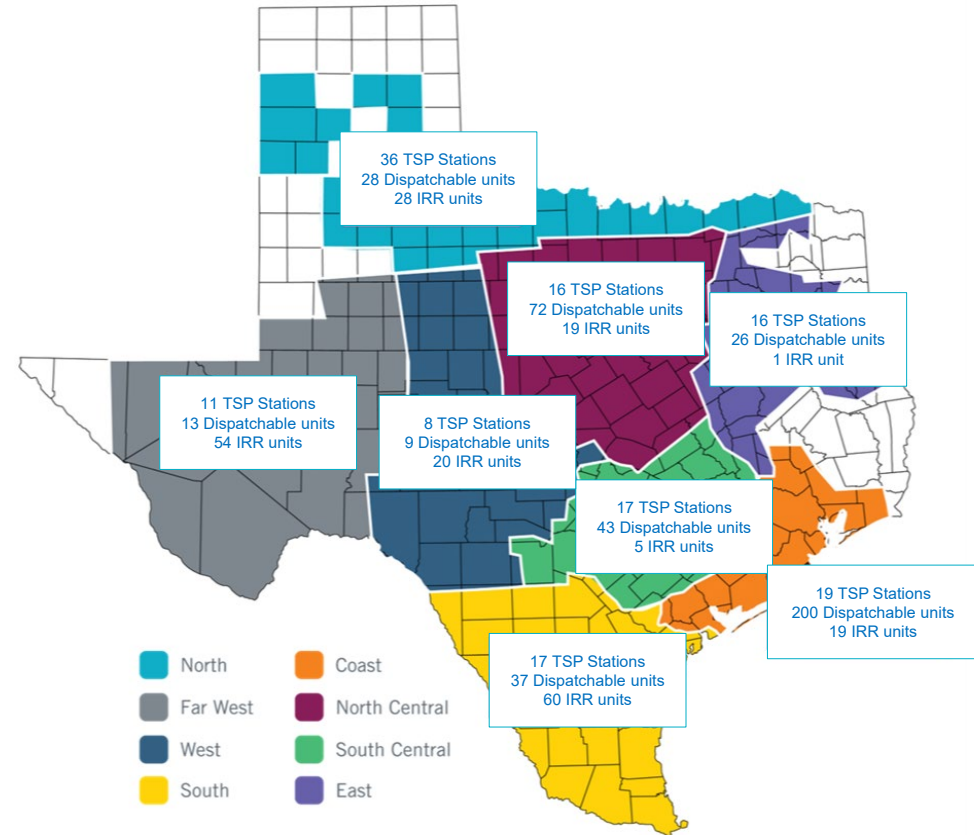 36 TSP Stations
28 Dispatchable units
28 IRR units
16 TSP Stations
72 Dispatchable units
19 IRR units
16 TSP Stations
26 Dispatchable units
1 IRR unit
11 TSP Stations
13 Dispatchable units
54 IRR units
8 TSP Stations
9 Dispatchable units
20 IRR units
17 TSP Stations
43 Dispatchable units
5 IRR units
19 TSP Stations
200 Dispatchable units
19 IRR units
17 TSP Stations
37 Dispatchable units
60 IRR units
North
Far West
West
South
Coast
North Central
South Central
East